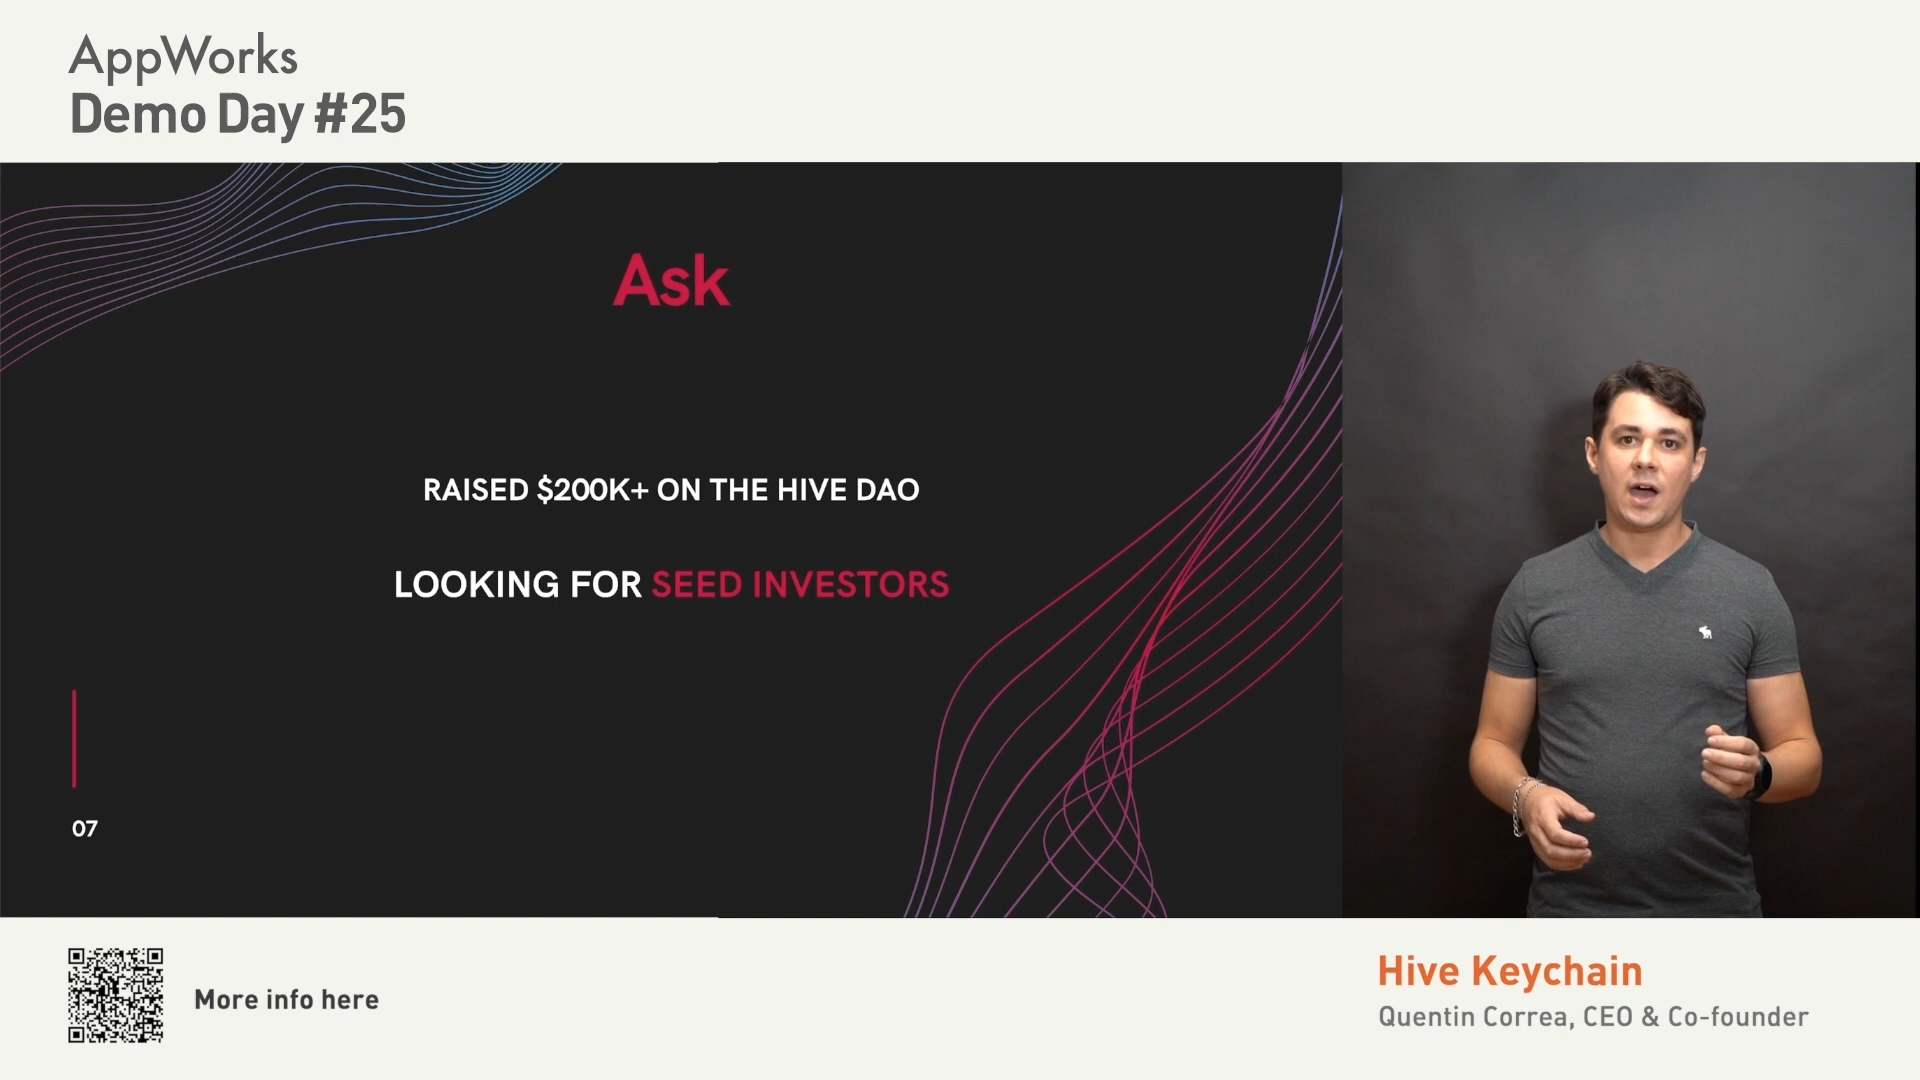 AppWorks
Demo Day #25
Ask
RAISED $200K+ ON THE HIVE DAO
LOOKING FOR SEED INVESTORS
07
More info here
Hive Keychain
Quentin Correa, CEO & Co-founder